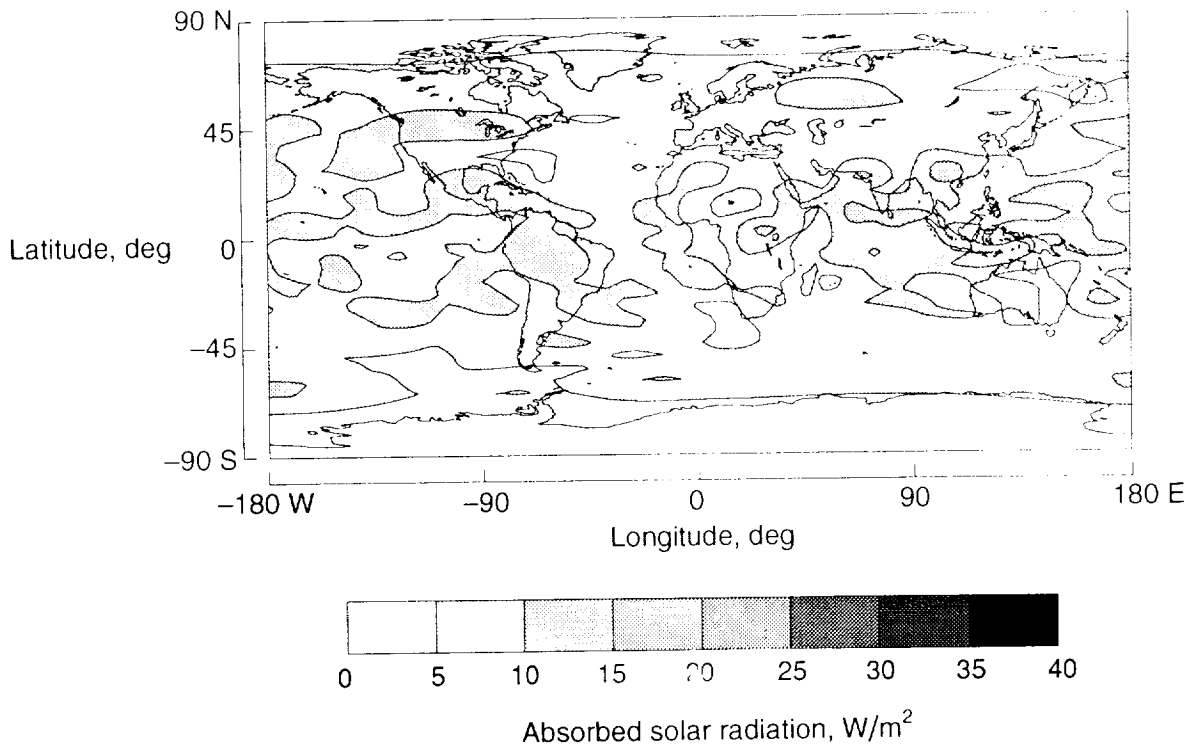 90 N
45
Latitude, deg
0
−45
−90 S
−180 W −90 0 90 180 E
Longitude, deg
0 5 10 15 20 25 30 35 40
Absorbed solar radiation, W/m²